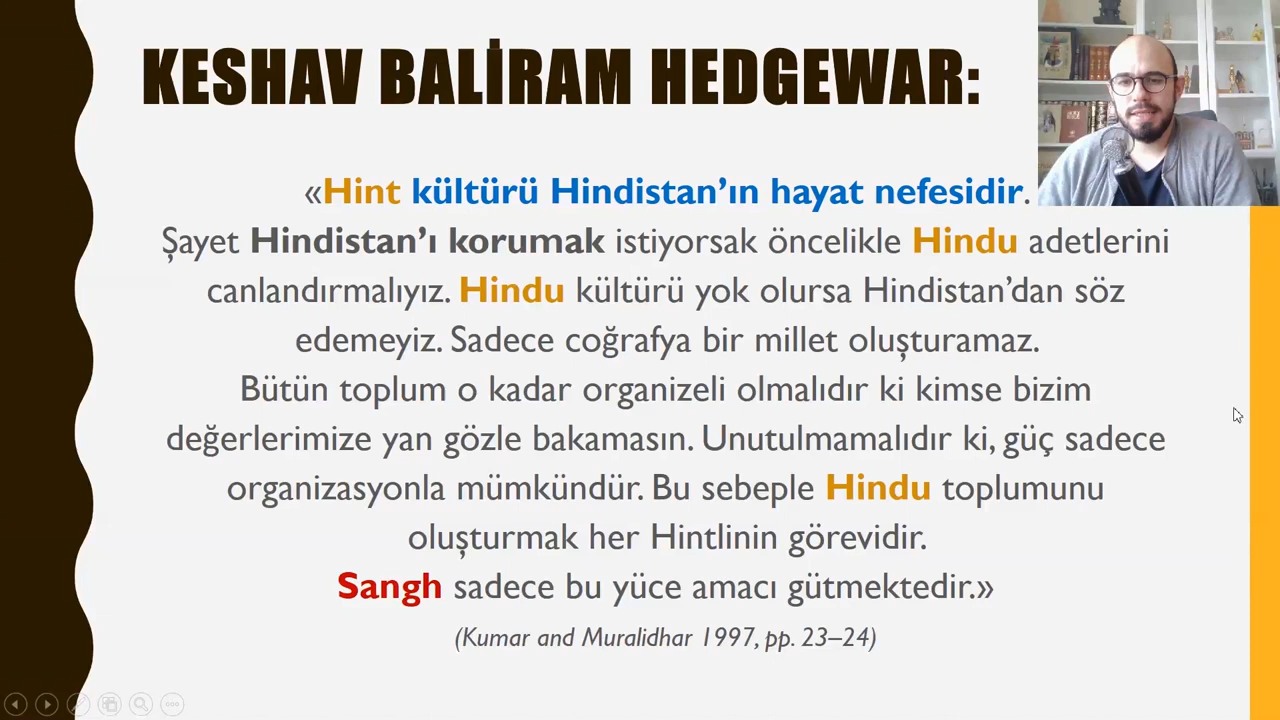 KESHAV BALİRAM HEDGEWAR:
«Hint kültürü Hindistan’ın hayat nefesidir.
Şayet Hindistan’ı korumak istiyorsak öncelikle Hindu adetlerini
canlandırmalıyız. Hindu kültürü yok olursa Hindistan’dan söz
edemeyiz. Sadece coğrafya bir millet oluşturamaz.
Bütün toplum o kadar organizeli olmalıdır ki kimse bizim
değerlerimize yan gözle bakamasın. Unutulmamalıdır ki, güç sadece
organizasyonla mümkündür. Bu sebeple Hindu toplumunu
oluşturmak her Hintlinin görevidir.
Sangh sadece bu yüce amacı gütmektedir.»
(Kumar and Muralidhar 1997, pp. 23–24)